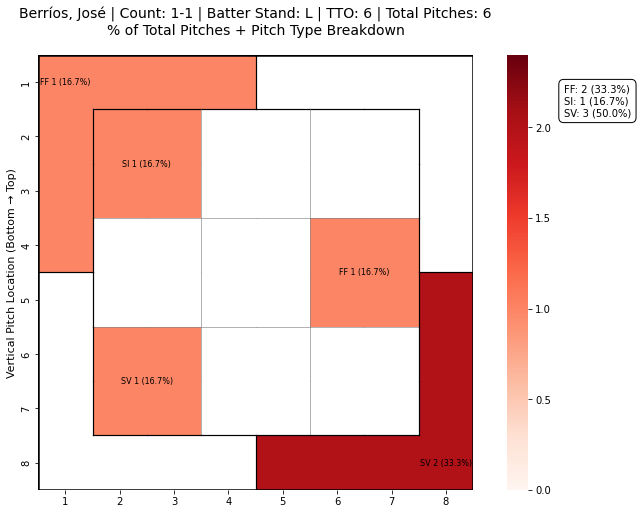 Berríos, José | Count: 1-1 | Batter Stand: L | TTO: 6 | Total Pitches: 6
% of Total Pitches + Pitch Type Breakdown
FF: 2 (33.3%)
SI: 1 (16.7%)
SV: 3 (50.0%)
Vertical Pitch Location (Bottom → Top)
1
2
3
4
5
6
7
8
FF 1 (16.7%)
SI 1 (16.7%)
FF 1 (16.7%)
SV 1 (16.7%)
SV 2 (33.3%)
1
2
3
4
5
6
7
8
2.0
1.5
1.0
0.5
0.0